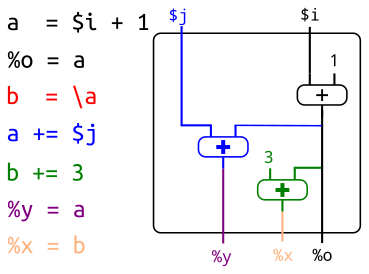 a = $i + 1
%o = a
b = \a
a += $j
b += 3
%y = a
%x = b
$j
$i
1
+
+
3
+
%y
%x
%o